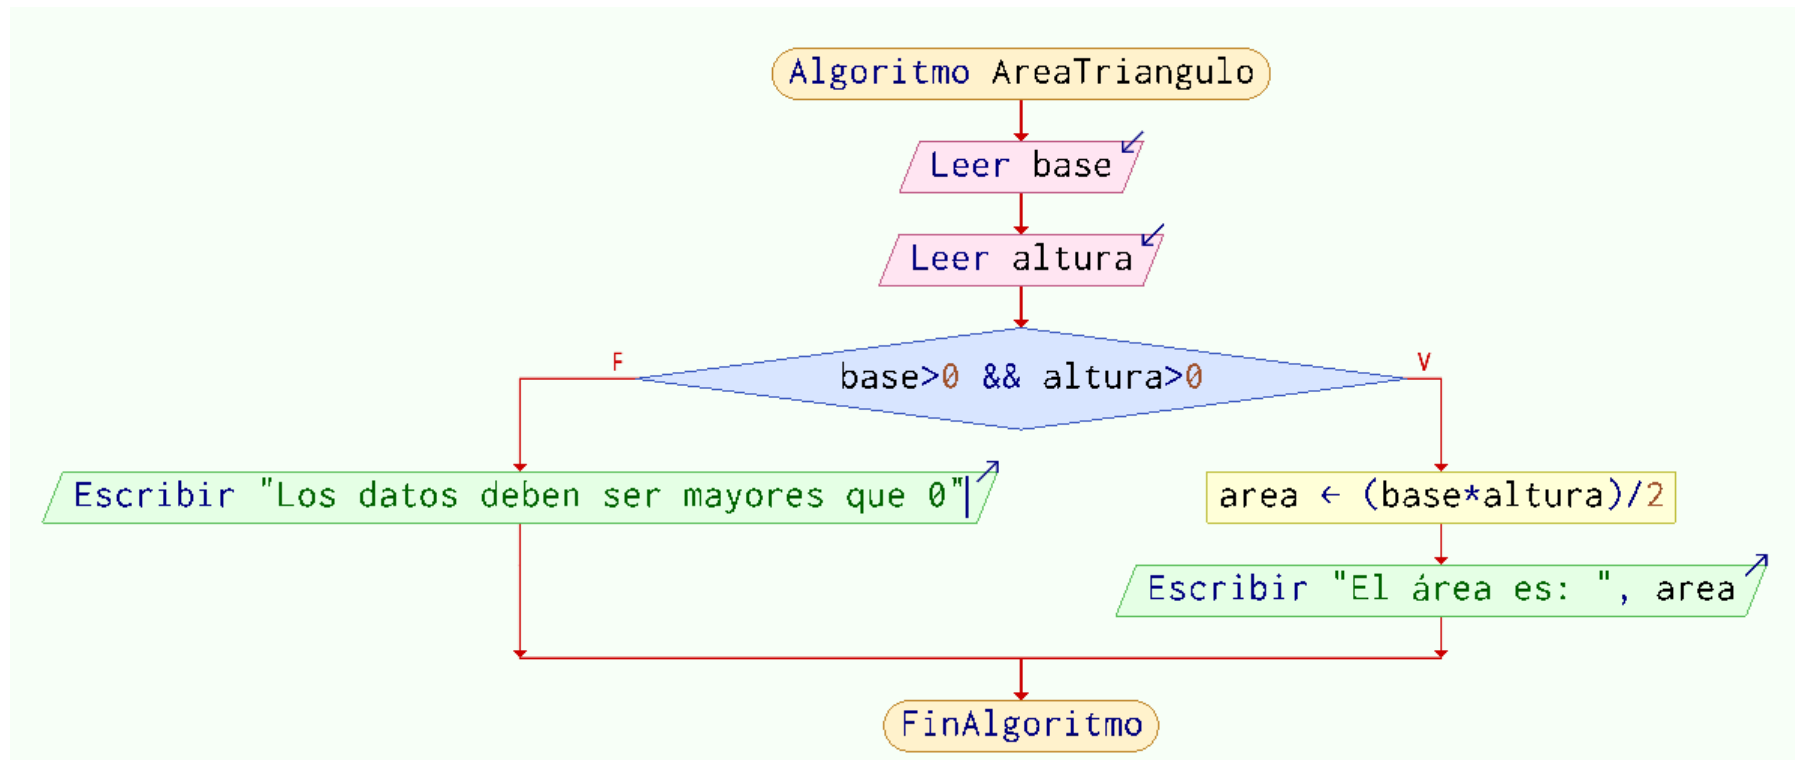 Algoritmo AreaTriangulo
Leer base
Leer altura
base>0 && altura>0
F
V
Escribir "Los datos deben ser mayores que 0"
area ← (base*altura)/2
Escribir "El área es: ", area
FinAlgoritmo